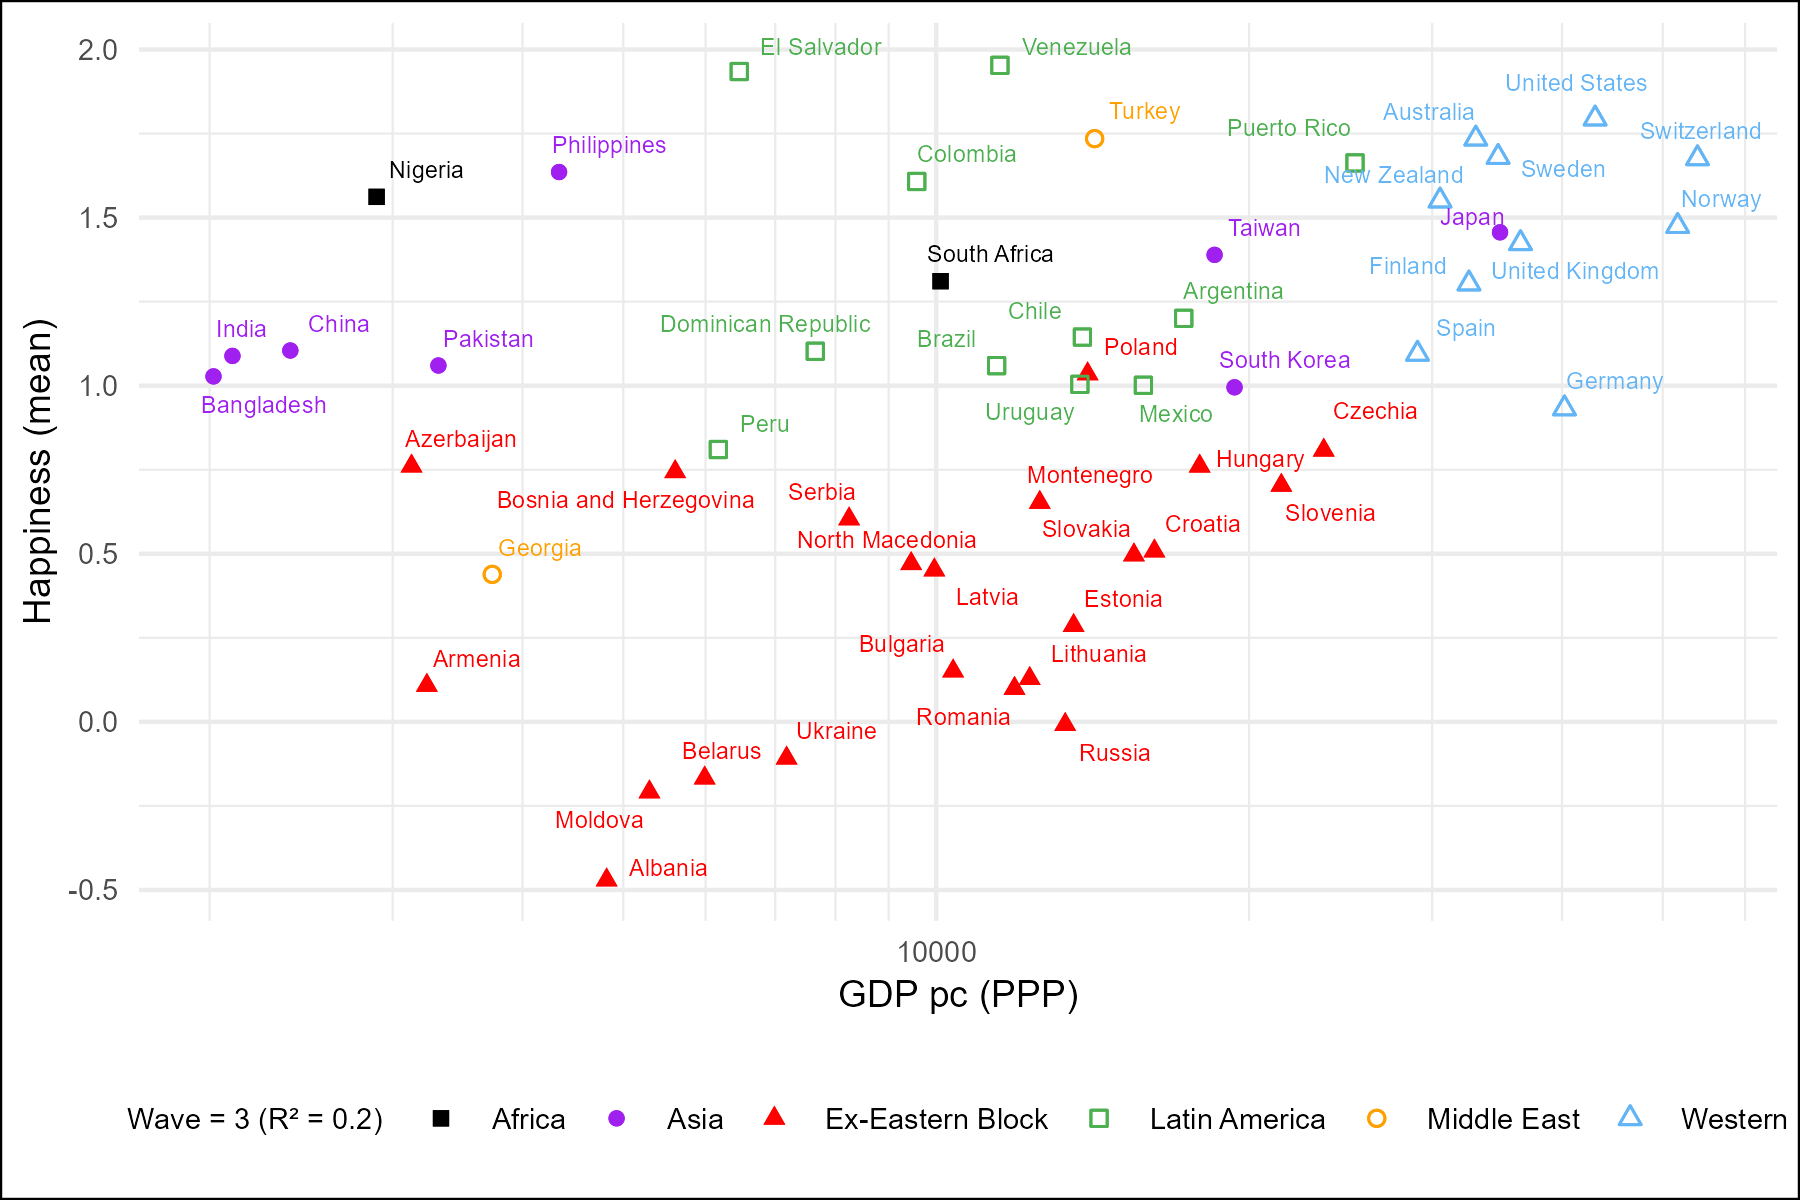 2.0
1.5
1.0
0.5
0.0
-0.5
Happiness (mean)
El Salvador
Venezuela
United States
Australia
Turkey
Puerto Rico
Switzerland
Philippines
Colombia
Nigeria
Sweden
New Zealand
Norway
Japan
Taiwan
South Africa
Finland
United Kingdom
Argentina
Chile
India
China
Dominican Republic
Spain
Pakistan
Brazil
Poland
South Korea
Germany
Bangladesh
Uruguay
Mexico
Czechia
Peru
Azerbaijan
Hungary
Montenegro
Serbia
Bosnia and Herzegovina
Slovenia
Croatia
Slovakia
North Macedonia
Georgia
Latvia
Estonia
Bulgaria
Lithuania
Armenia
Romania
Ukraine
Belarus
Russia
Moldova
Albania
10000
GDP pc (PPP)
Wave = 3 (R² = 0.2) Africa Asia Ex-Eastern Block Latin America Middle East Western